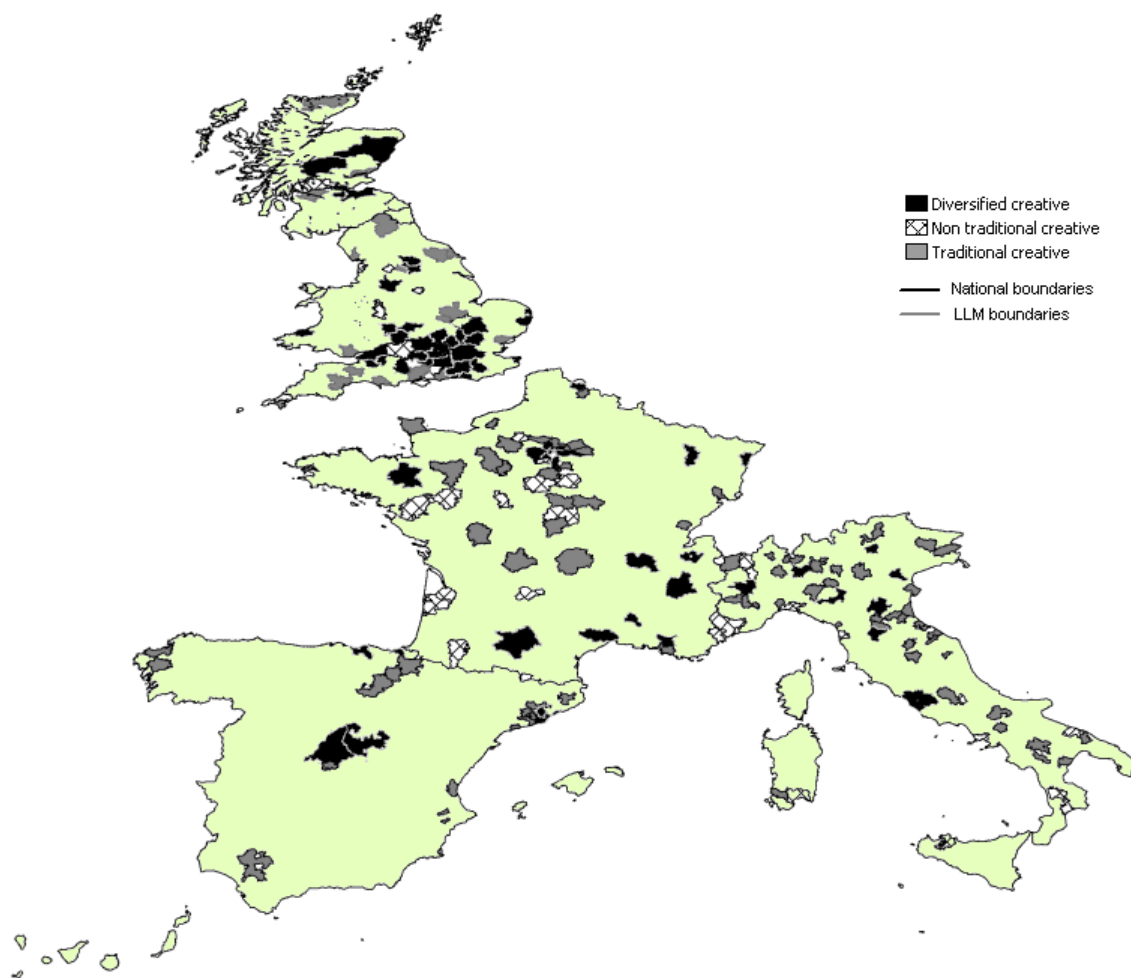 Diversified creative
Non traditional creative
Traditional creative
National boundaries
LLM boundaries